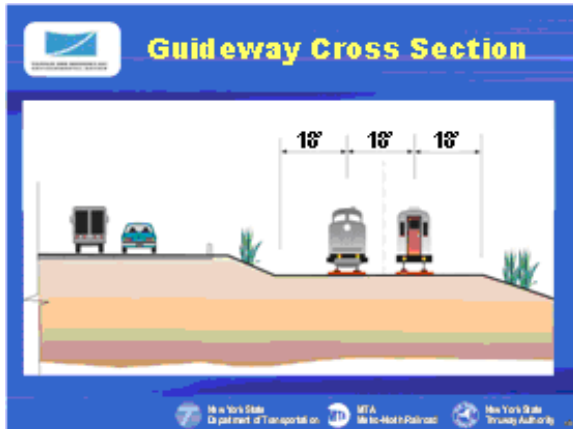 Guideway Cross Section
18' 18' 18'
New York State
Department of Transportation
MTA
Metro-North Railroad
New York State
Thruway Authority